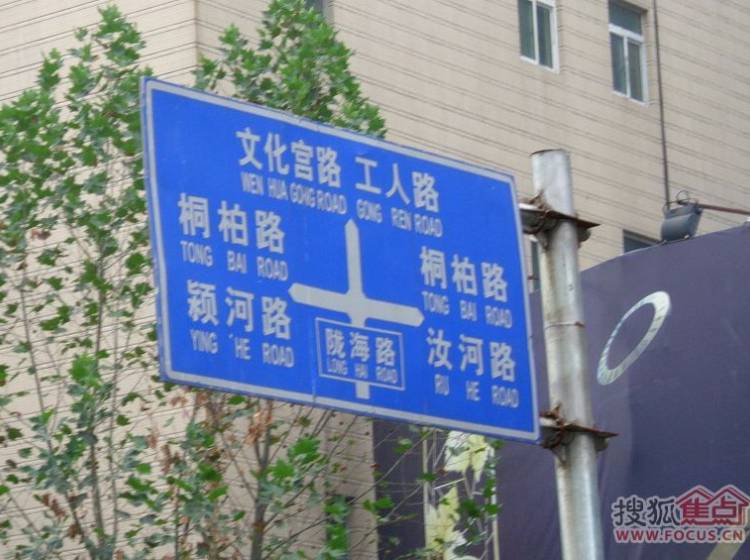 文化宫路 工人路
WEN HUA GONG ROAD GONG REN ROAD
桐柏路
TONG BAI ROAD
颍河路
YING HE ROAD
桐柏路
TONG BAI ROAD
汝河路
RU HE ROAD
陇海路
LONG HAI ROAD
搜狐焦点
WWW.FOCUS.CN